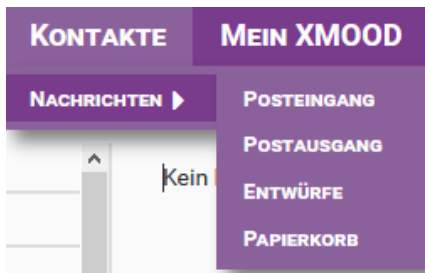 KONTAKTE MEIN XMOOD
NACHRICHTEN POSTEINGANG
POSTAUSGANG
Kein
ENTWÜRFE
PAPIERKORB